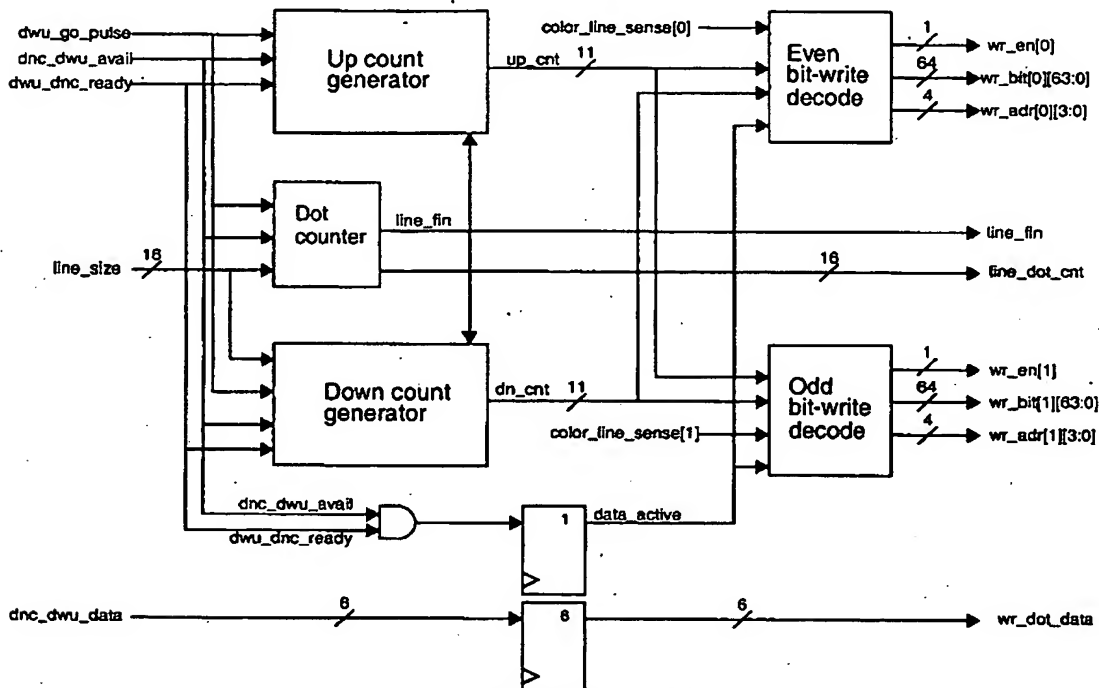 dwu_go_pulse
dnc_dwu_avail
dwu_dnc_ready
Up count
generator
up_cnt
11
color_line_sense[0]
Even
bit-write
decode
1
wr_en[0]
64
wr_bit[0][63:0]
4
wr_adr[0][3:0]
Dot
counter
line_fin
line_fin
line_size
16
16
line_dot_cnt
Down count
generator
dn_cnt
11
color_line_sense[1]
Odd
bit-write
decode
1
wr_en[1]
64
wr_bit[1][63:0]
4
wr_adr[1][3:0]
dnc_dwu_avail
dwu_dnc_ready
1
data_active
dnc_dwu_data
6
6
6
wr_dot_data